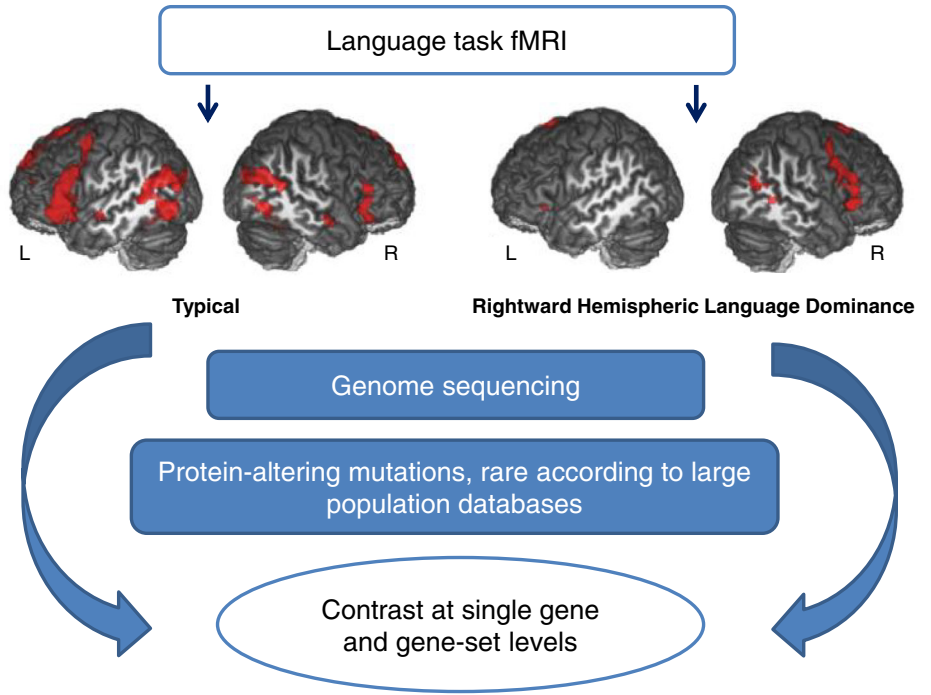 Language task fMRI
L
R
L
R
Typical
Rightward Hemispheric Language Dominance
Genome sequencing
Protein-altering mutations, rare according to large
population databases
Contrast at single gene
and gene-set levels